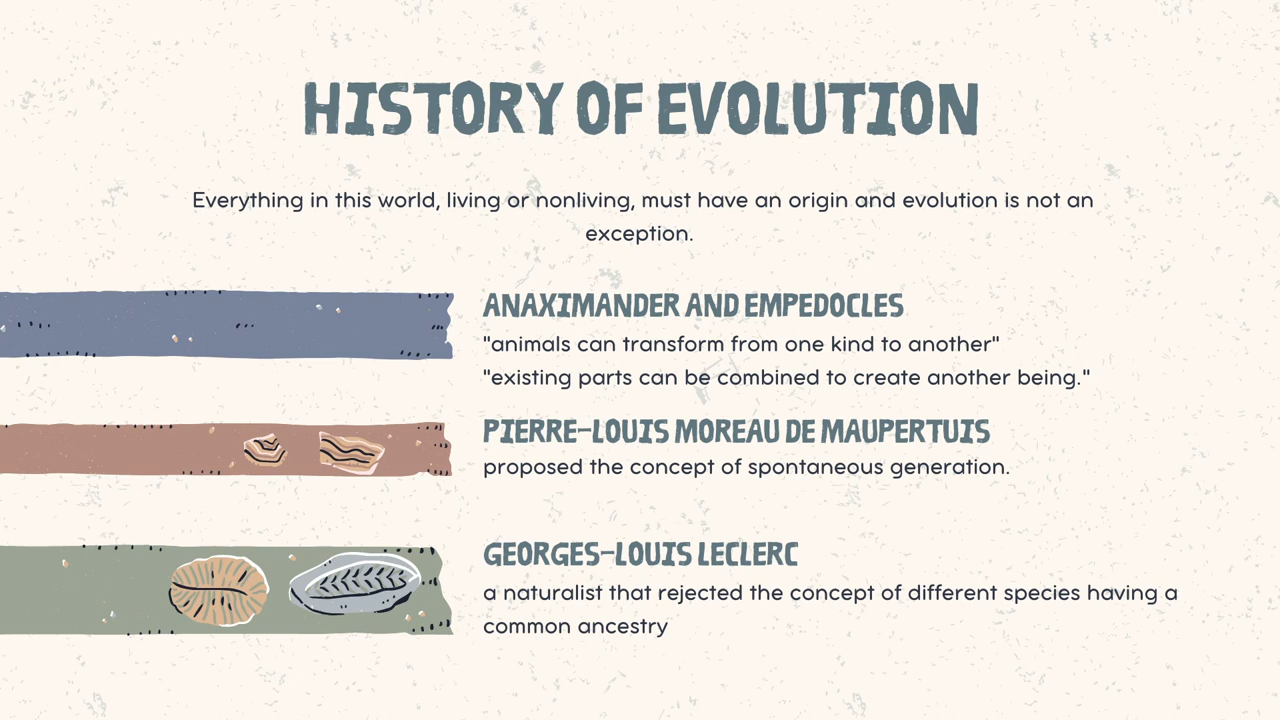 HISTORY OF EVOLUTION
Everything in this world, living or nonliving, must have an origin and evolution is not an
exception.
ANAXIMANDER AND EMPEDOCLES
"animals can transform from one kind to another"
"existing parts can be combined to create another being."
PIERRE-LOUIS MOREAU DE MAUPERTUIS
proposed the concept of spontaneous generation.
GEORGES-LOUIS LECLERC
a naturalist that rejected the concept of different species having a
common ancestry